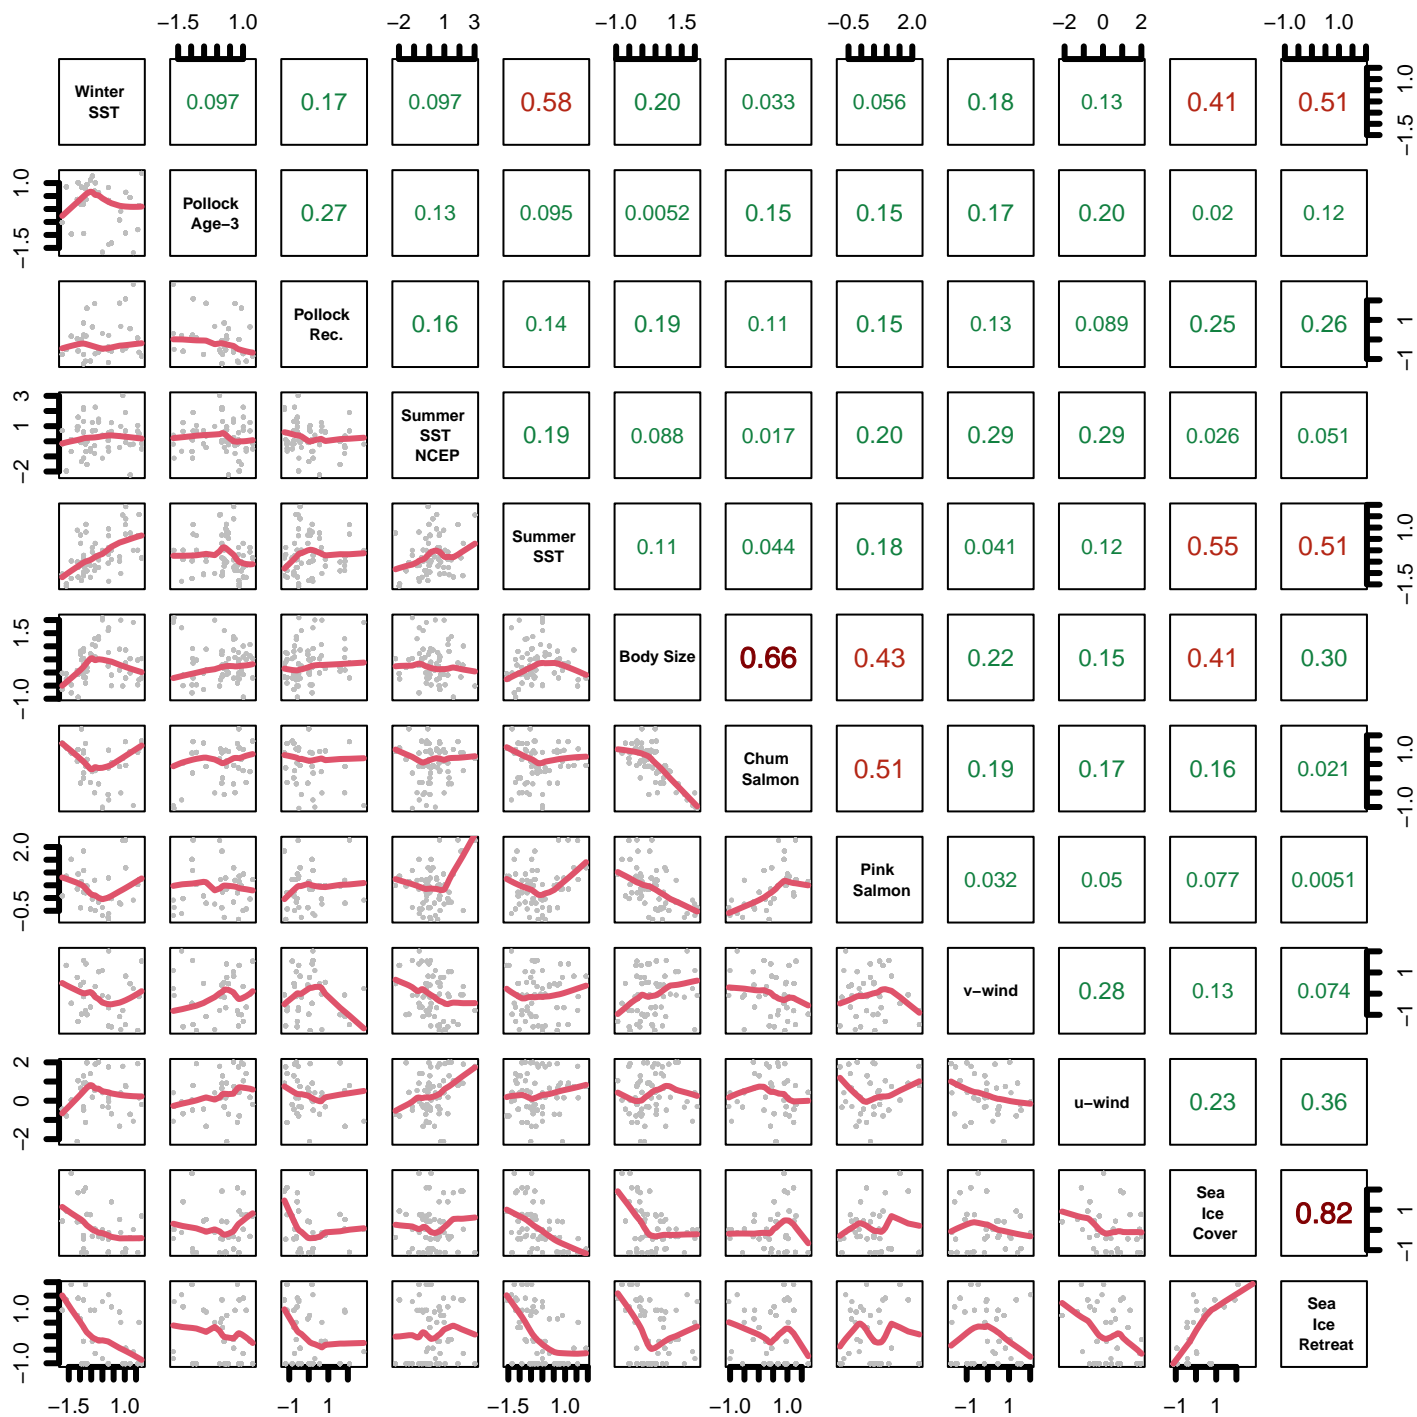 −1.5 1.0 −2 1 3 −1.0 1.5 −0.5 2.0 −2 0 2 −1.0 1.0
Winter
SST
0.097 0.17 0.097 0.58 0.20 0.033 0.056 0.18 0.13 0.41 0.51
−1.5 1.0
−1.5 1.0
Pollock
Age−3
0.27 0.13 0.095 0.0052 0.15 0.15 0.17 0.20 0.02 0.12
Pollock
Rec.
0.16 0.14 0.19 0.11 0.15 0.13 0.089 0.25 0.26
−1 1
−2 1 3
Summer
SST
NCEP
0.19 0.088 0.017 0.20 0.29 0.29 0.026 0.051
Summer
SST
0.11 0.044 0.18 0.041 0.12 0.55 0.51
−1.5 1.0
−1.0 1.5
Body Size
0.66 0.43 0.22 0.15 0.41 0.30
Chum
Salmon
0.51 0.19 0.17 0.16 0.021
−1.0 1.0
−0.5 2.0
Pink
Salmon
0.032 0.05 0.077 0.0051
v−wind
0.28 0.13 0.074
−1 1
−2 0 2
u−wind
0.23 0.36
Sea
Ice
Cover
0.82
−1 1
−1.0 1.0
Sea
Ice
Retreat
−1.5 1.0 −1 1 −1.5 1.0 −1.0 1.0 −1 1 −1 1